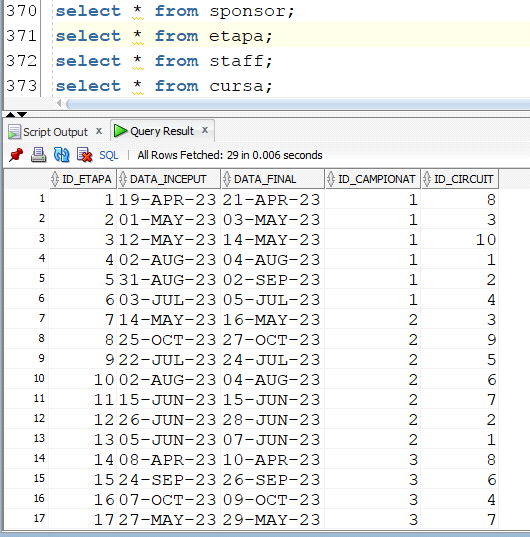 370 select * from sponsor;
371 select * from etapa;
372 select * from staff;
373 select * from cursa;
Script Output x Query Result x
SQL | All Rows Fetched: 29 in 0.006 seconds
ID_ETAPA DATA_INCEPUT DATA_FINAL ID_CAMPIONAT ID_CIRCUIT
1 1 19-APR-23 21-APR-23 1 8
2 2 01-MAY-23 03-MAY-23 1 3
3 3 12-MAY-23 14-MAY-23 1 10
4 4 02-AUG-23 04-AUG-23 1 1
5 5 31-AUG-23 02-SEP-23 1 2
6 6 03-JUL-23 05-JUL-23 1 4
7 7 14-MAY-23 16-MAY-23 2 3
8 8 25-OCT-23 27-OCT-23 2 9
9 9 22-JUL-23 24-JUL-23 2 5
10 10 02-AUG-23 04-AUG-23 2 6
11 11 15-JUN-23 15-JUN-23 2 7
12 12 26-JUN-23 28-JUN-23 2 2
13 13 05-JUN-23 07-JUN-23 2 1
14 14 08-APR-23 10-APR-23 3 8
15 15 24-SEP-23 26-SEP-23 3 6
16 16 07-OCT-23 09-OCT-23 3 4
17 17 27-MAY-23 29-MAY-23 3 7